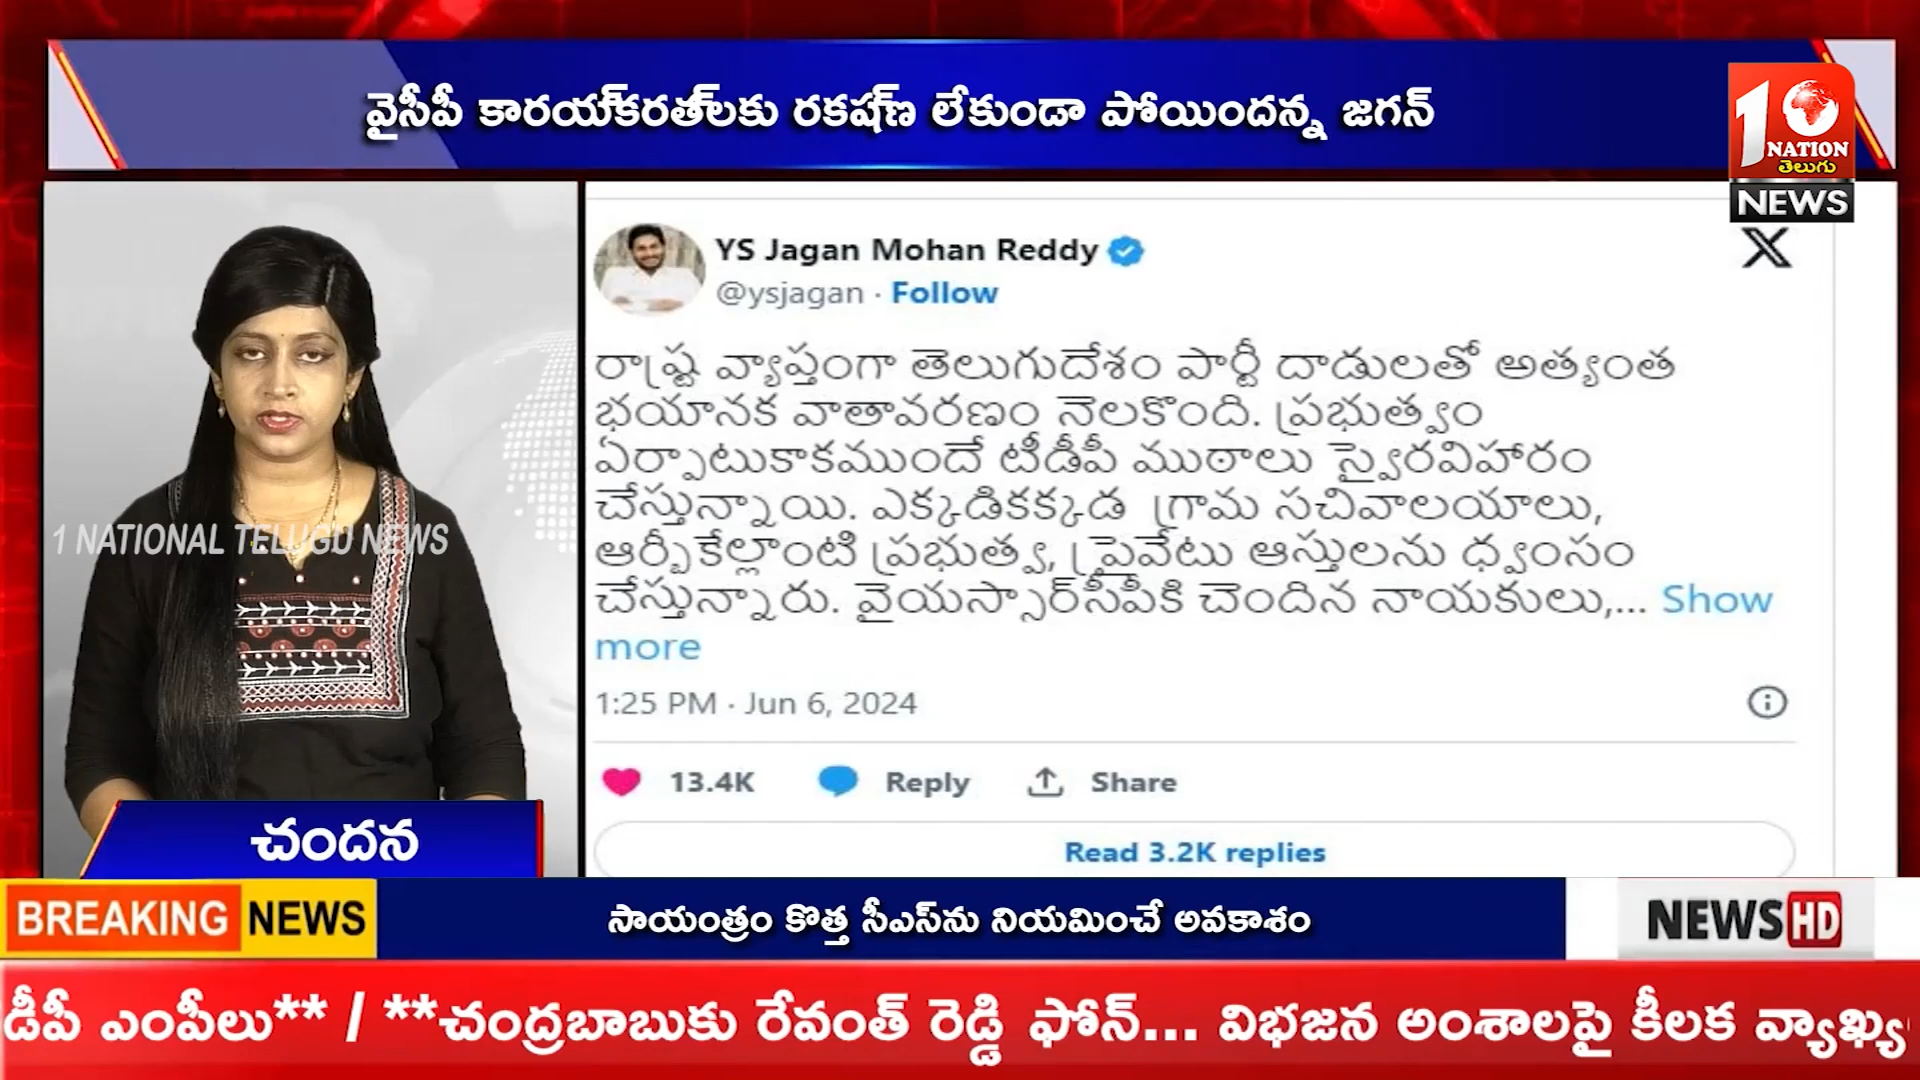 వైసీపీ కారయ్‌కరత్‌లకు రకషణ్ లేకుండా పోయిందన్న జగన్
1
NATION
తెలుగు
NEWS
YS Jagan Mohan Reddy
@ysjagan · Follow
రాష్ట్ర వ్యాప్తంగా తెలుగుదేశం పార్టీ దాడులతో అత్యంత
భయానక వాతావరణం నెలకొంది. ప్రభుత్వం
ఏర్పాటుకాకముందే టీడీపీ ముఠాలు స్వైరవిహారం
చేస్తున్నాయి. ఎక్కడికక్కడ గ్రామ సచివాలయాలు,
ఆర్బీకేల్లాంటి ప్రభుత్వ, ప్రైవేటు ఆస్తులను ధ్వంసం
చేస్తున్నారు. వైయస్సార్‌సీపీకి చెందిన నాయకులు,... Show
more
1:25 PM · Jun 6, 2024
13.4K Reply Share
Read 3.2K replies
1 NATIONAL TELUGU NEWS
చందన
BREAKING NEWS
సాయంత్రం కొత్త సీఎస్‌ను నియమించే అవకాశం
NEWS HD
డీపీ ఎంపీలు** / **చంద్రబాబుకు రేవంత్ రెడ్డి ఫోన్... విభజన అంశాలపై కీలక వ్యాఖ్య